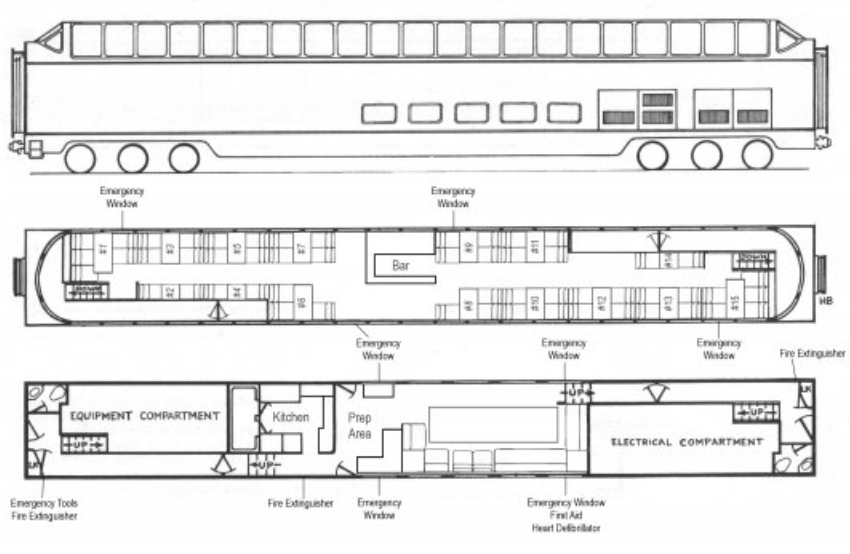 Emergency
Window
Emergency
Window
#1
#3
#5
#7
#9
#11
#14
DOWN
Bar
DOWN
#2
#4
#6
#8
#10
#12
#13
#15
HB
Emergency
Window
Emergency
Window
Emergency
Window
Fire Extinguisher
UP
LK
EQUIPMENT COMPARTMENT
Kitchen
Prep
Area
UP
ELECTRICAL COMPARTMENT
UP
LK
UP
Emergency Tools
Fire Extinguisher
Fire Extinguisher
Emergency
Window
Emergency Window
First Aid
Heart Defibrillator